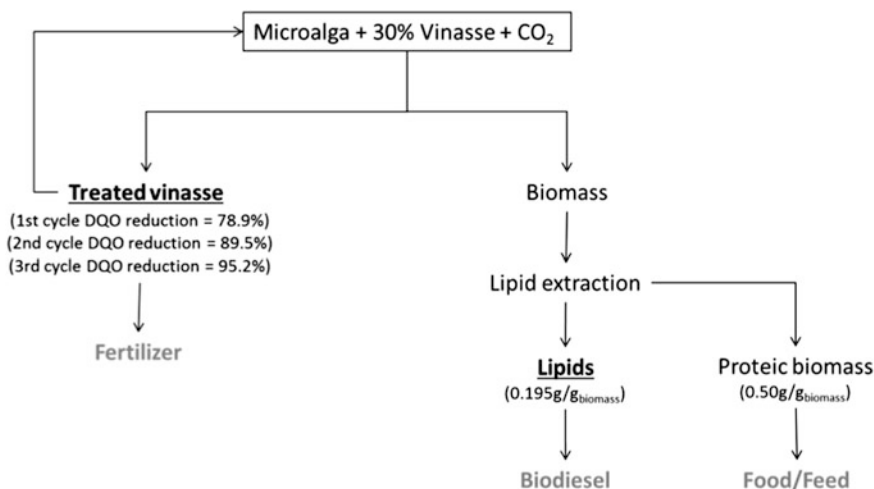 Microalga + 30% Vinasse + CO₂
Treated vinasse
(1st cycle DQO reduction = 78.9%)
(2nd cycle DQO reduction = 89.5%)
(3rd cycle DQO reduction = 95.2%)
Fertilizer
Biomass
Lipid extraction
Lipids
(0.195g/g biomass)
Biodiesel
Proteic biomass
(0.50g/g biomass)
Food/Feed